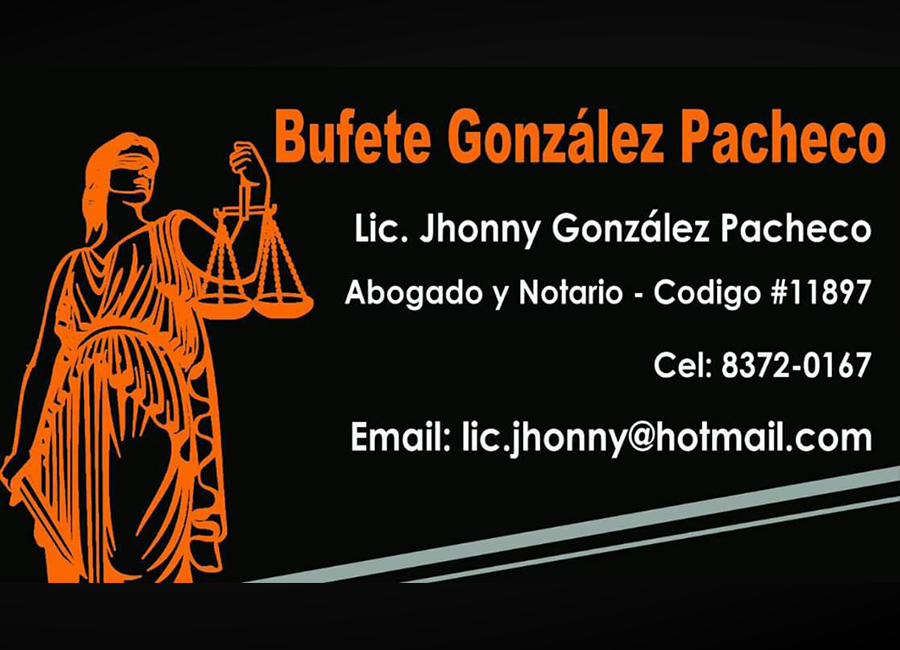 Bufete González Pacheco
Lic. Jhonny González Pacheco
Abogado y Notario - Codigo #11897
Cel: 8372-0167
Email: lic.jhonny@hotmail.com